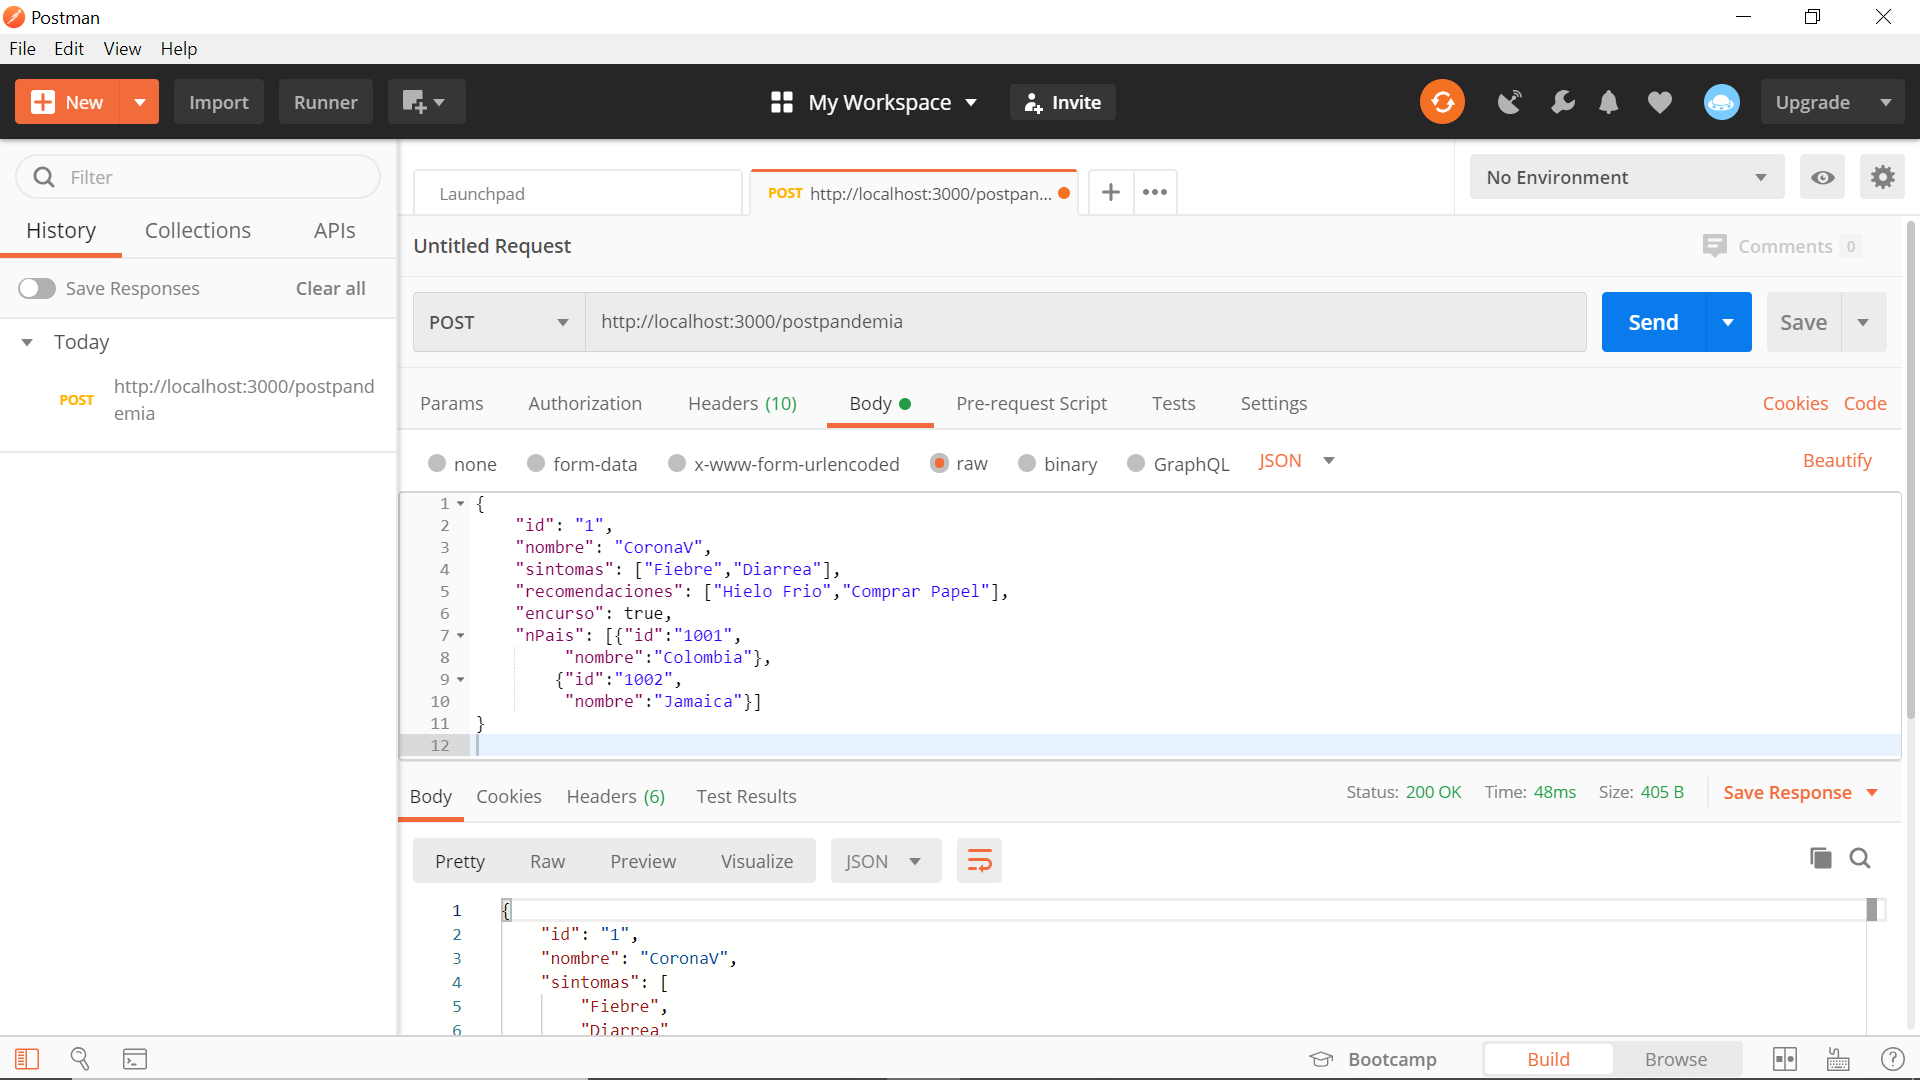 Postman
File Edit View Help
New Import Runner My Workspace Invite Upgrade
Filter
History Collections APIs
Save Responses Clear all
Today
POST http://localhost:3000/postpand
emia
Launchpad
POST http://localhost:3000/postpan...
No Environment
Untitled Request
Comments 0
POST http://localhost:3000/postpandemia Send Save
Params Authorization Headers (10) Body Pre-request Script Tests Settings Cookies Code
none form-data x-www-form-urlencoded raw binary GraphQL JSON Beautify
1 {
2 "id": "1",
3 "nombre": "CoronaV",
4 "sintomas": ["Fiebre","Diarrea"],
5 "recomendaciones": ["Hielo Frio","Comprar Papel"],
6 "encurso": true,
7 "nPais": [{"id":"1001",
8 "nombre":"Colombia"},
9 {"id":"1002",
10 "nombre":"Jamaica"}]
11 }
12
Body Cookies Headers (6) Test Results Status: 200 OK Time: 48ms Size: 405 B Save Response
Pretty Raw Preview Visualize JSON
1 {
2 "id": "1",
3 "nombre": "CoronaV",
4 "sintomas": [
5 "Fiebre",
6 "Diarrea"
Bootcamp Build Browse